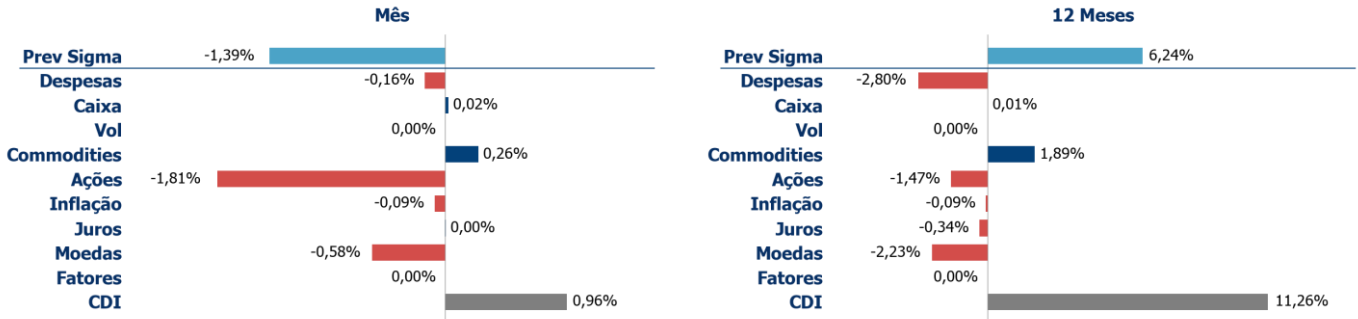 Mês
Prev Sigma -1,39%
Despesas -0,16%
Caixa 0,02%
Vol 0,00%
Commodities 0,26%
Ações -1,81%
Inflação -0,09%
Juros 0,00%
Moedas -0,58%
Fatores 0,00%
CDI 0,96%
12 Meses
Prev Sigma 6,24%
Despesas -2,80%
Caixa 0,01%
Vol 0,00%
Commodities 1,89%
Ações -1,47%
Inflação -0,09%
Juros -0,34%
Moedas -2,23%
Fatores 0,00%
CDI 11,26%